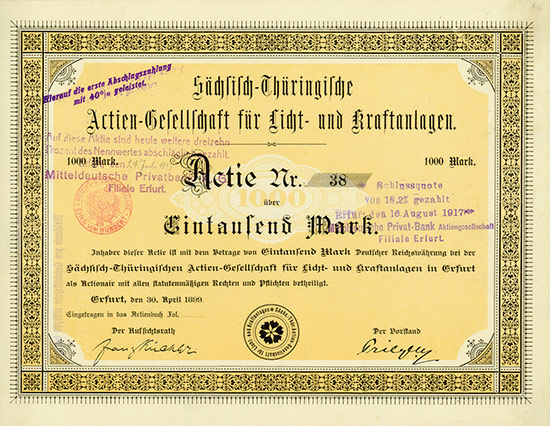 Hierauf die erste Abschlagszahlung
mit 40% geleistet.
Sächsisch-Thüringische
Actien-Gesellschaft für Licht- und Kraftanlagen.
Auf diese Aktie sind heute weitere dreizehn
Prozent des Nennwertes abschläglich gezahlt.
1000 Mark.
1000 Mark.
Mitteldeutsche Privatbank
Filiale Erfurt.
Actie Nr. 38
1000
über
Eintausend Mark.
Schlussquote
von 18,2% gezahlt
Erfurt, den 16. August 1917
Mitteldeutsche Privat-Bank Aktiengesellschaft
Filiale Erfurt.
Inhaber dieser Actie ist mit dem Betrage von Eintausend Mark Deutscher Reichswährung bei der
Sächsisch-Thüringischen Actien-Gesellschaft für Licht- und Kraftanlagen in Erfurt
als Actionair mit allen statutenmäßigen Rechten und Pflichten betheiligt.
Erfurt, den 30. April 1899.
Eingetragen in das Actienbuch Fol.
Der Aufsichtsrath
Der Vorstand